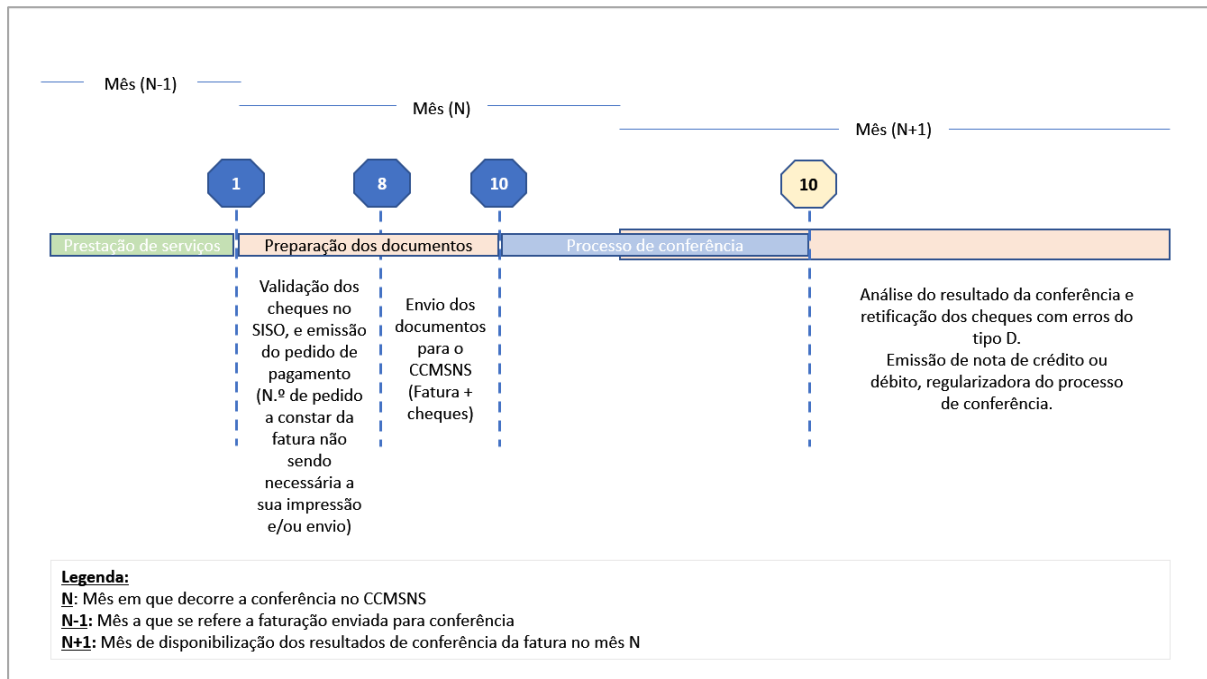 Mês (N-1)
Mês (N)
Mês (N+1)
1
8
10
10
Prestação de serviços
Preparação dos documentos
Processo de conferência
Validação dos
cheques no
SISO, e emissão
do pedido de
pagamento
(N.º de pedido
a constar da
fatura não
sendo
necessária a
sua impressão
e/ou envio)
Envio dos
documentos
para o
CCMSNS
(Fatura +
cheques)
Análise do resultado da conferência e
retificação dos cheques com erros do
tipo D.
Emissão de nota de crédito ou
débito, regularizadora do processo
de conferência.
Legenda:
N: Mês em que decorre a conferência no CCMSNS
N-1: Mês a que se refere a faturação enviada para conferência
N+1: Mês de disponibilização dos resultados de conferência da fatura no mês N